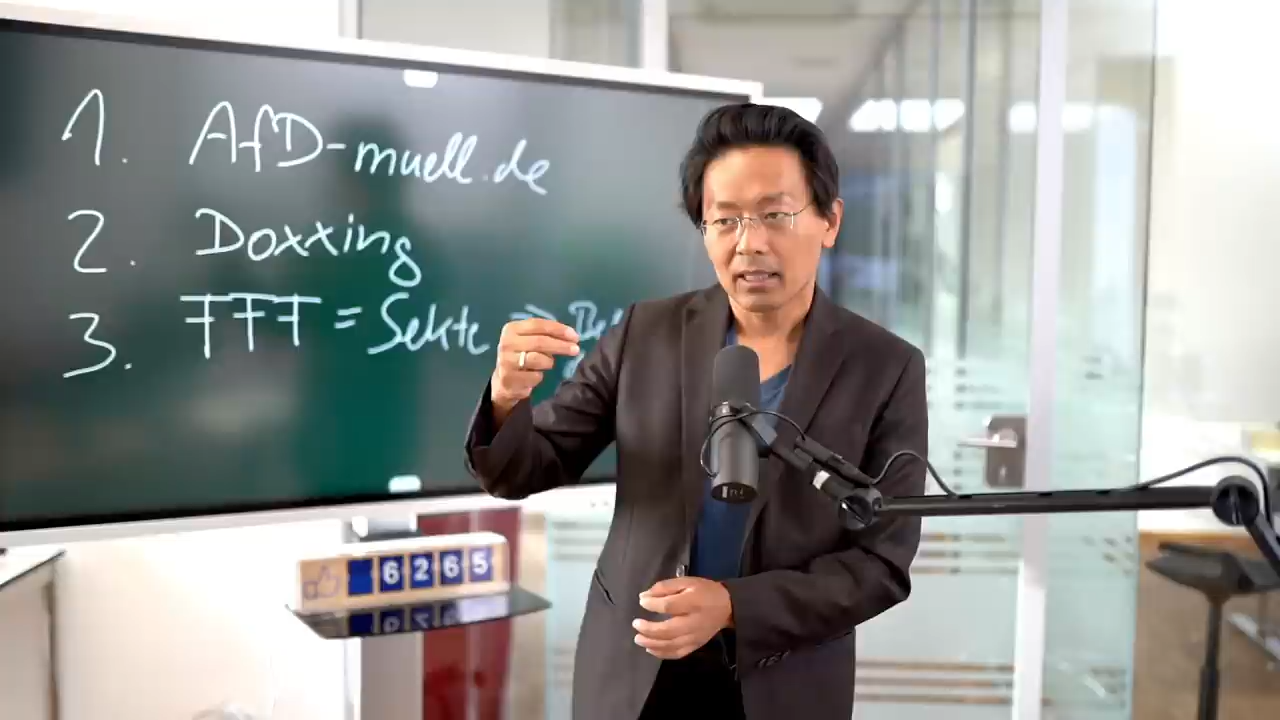 1. AfD-muell.de
2. Doxxing
3. FFF = Sekte ⇒
6265